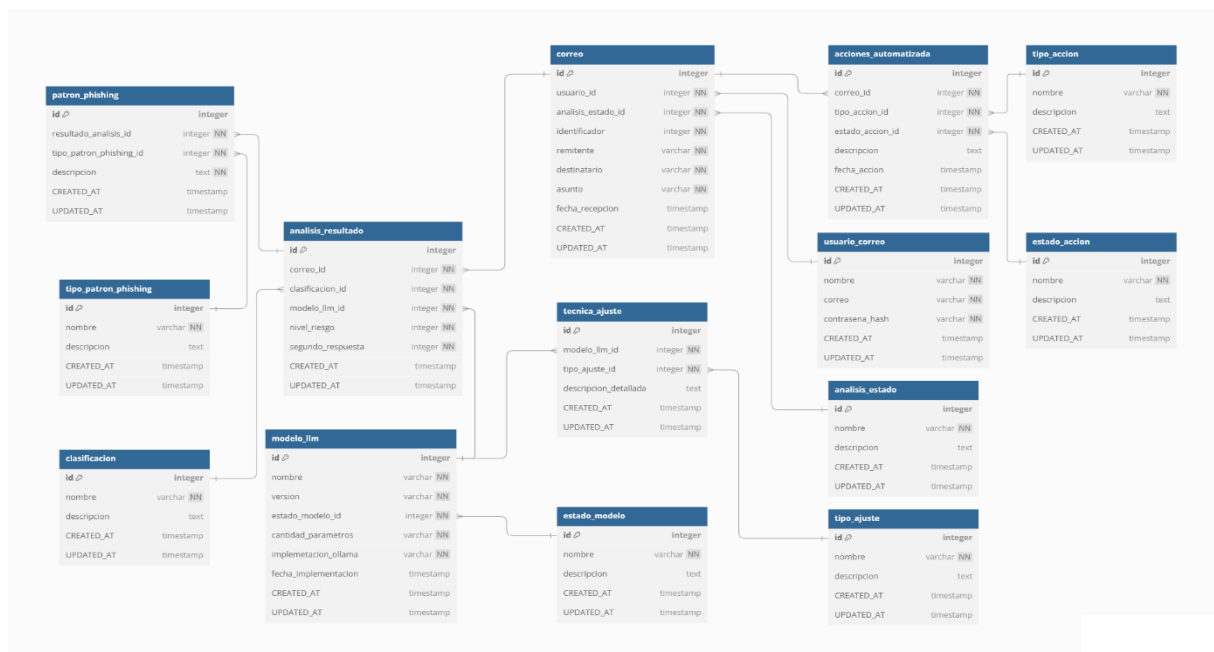 patron_phishing
id integer
resultado_analisis_id integer NN
tipo_patron_phishing_id integer NN
descripcion text NN
CREATED_AT timestamp
UPDATED_AT timestamp
tipo_patron_phishing
id integer
nombre varchar NN
descripcion text
CREATED_AT timestamp
UPDATED_AT timestamp
clasificacion
id integer
nombre varchar NN
descripcion text
CREATED_AT timestamp
UPDATED_AT timestamp
analisis_resultado
id integer
correo_id integer NN
clasificacion_id integer NN
modelo_llm_id integer NN
nivel_riesgo integer NN
segundo_respuesta integer NN
CREATED_AT timestamp
UPDATED_AT timestamp
modelo_llm
id integer
nombre varchar NN
version varchar NN
estado_modelo_id integer NN
cantidad_parametros varchar NN
implemetacion_ollama varchar NN
fecha_implementacion timestamp
CREATED_AT timestamp
UPDATED_AT timestamp
correo
id integer
usuario_id integer NN
analisis_estado_id integer NN
identificador integer NN
remitente varchar NN
destinatario varchar NN
asunto varchar NN
fecha_recepcion timestamp
CREATED_AT timestamp
UPDATED_AT timestamp
tecnica_ajuste
id integer
modelo_llm_id integer NN
tipo_ajuste_id integer NN
descripcion_detallada text
CREATED_AT timestamp
UPDATED_AT timestamp
estado_modelo
id integer
nombre varchar NN
descripcion text
CREATED_AT timestamp
UPDATED_AT timestamp
acciones_automatizada
id integer
correo_id integer NN
tipo_accion_id integer NN
estado_accion_id integer NN
descripcion text
fecha_accion timestamp
CREATED_AT timestamp
UPDATED_AT timestamp
usuario_correo
id integer
nombre varchar NN
correo varchar NN
contrasena_hash varchar NN
CREATED_AT timestamp
UPDATED_AT timestamp
analisis_estado
id integer
nombre varchar NN
descripcion text
CREATED_AT timestamp
UPDATED_AT timestamp
tipo_ajuste
id integer
nombre varchar NN
descripcion text
CREATED_AT timestamp
UPDATED_AT timestamp
tipo_accion
id integer
nombre varchar NN
descripcion text
CREATED_AT timestamp
UPDATED_AT timestamp
estado_accion
id integer
nombre varchar NN
descripcion text
CREATED_AT timestamp
UPDATED_AT timestamp